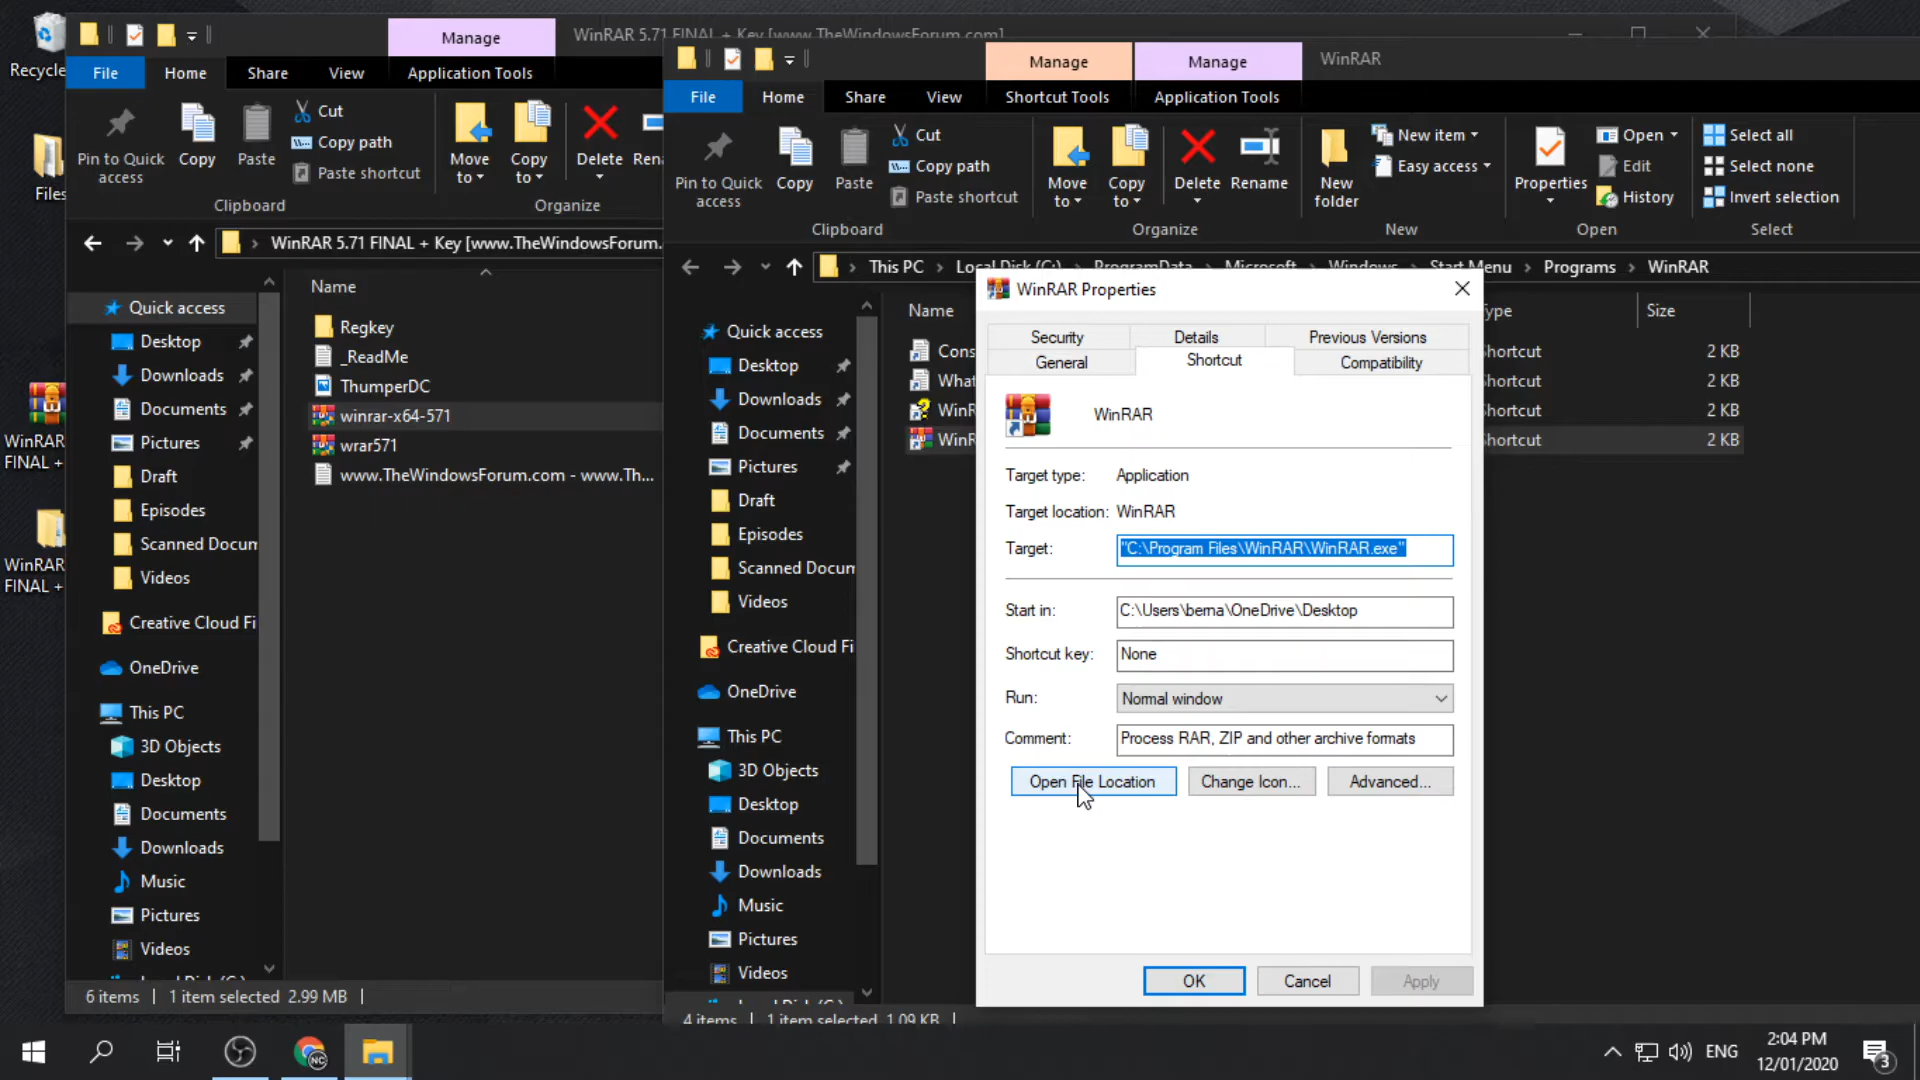 Recycle
Files
WinRAR
FINAL +
WinRAR
FINAL +
Manage
WinRAR 5.71 FINAL + Key [www.TheWindowsForum.com]
File
Home
Share
View
Application Tools
Pin to Quick
access
Copy
Paste
Cut
Copy path
Paste shortcut
Clipboard
Move
to
Copy
to
Delete
Organize
WinRAR 5.71 FINAL + Key [www.TheWindowsForum.
Quick access
Desktop
Downloads
Documents
Pictures
Draft
Episodes
Scanned Docum
Videos
Creative Cloud Fi
OneDrive
This PC
3D Objects
Desktop
Documents
Downloads
Music
Pictures
Videos
Name
Regkey
_ReadMe
ThumperDC
winrar-x64-571
wrar571
www.TheWindowsForum.com - www.Th...
6 items
1 item selected 2.99 MB
Manage
Manage
WinRAR
File
Home
Share
View
Shortcut Tools
Application Tools
Pin to Quick
access
Copy
Paste
Cut
Copy path
Paste shortcut
Clipboard
Move
to
Copy
to
Delete
Rename
Organize
New
folder
New item
Easy access
New
Properties
Open
Edit
History
Open
Select all
Select none
Invert selection
Select
This PC
Local Disk (C:)
ProgramData
Microsoft
Windows
Start Menu
Programs
WinRAR
Quick access
Desktop
Downloads
Documents
Pictures
Draft
Episodes
Scanned Docum
Videos
Creative Cloud Fi
OneDrive
This PC
3D Objects
Desktop
Documents
Downloads
Music
Pictures
Videos
Name
Size
2 KB
2 KB
2 KB
2 KB
4 items
1 item selected 1.09 KB
WinRAR Properties
Security
Details
Previous Versions
General
Shortcut
Compatibility
WinRAR
Target type:
Application
Target location:
WinRAR
Target:
"C:\Program Files\WinRAR\WinRAR.exe"
Start in:
C:\Users\berna\OneDrive\Desktop
Shortcut key:
None
Run:
Normal window
Comment:
Process RAR, ZIP and other archive formats
Open File Location
Change Icon...
Advanced...
OK
Cancel
Apply
NC
ENG
2:04 PM
12/01/2020
3